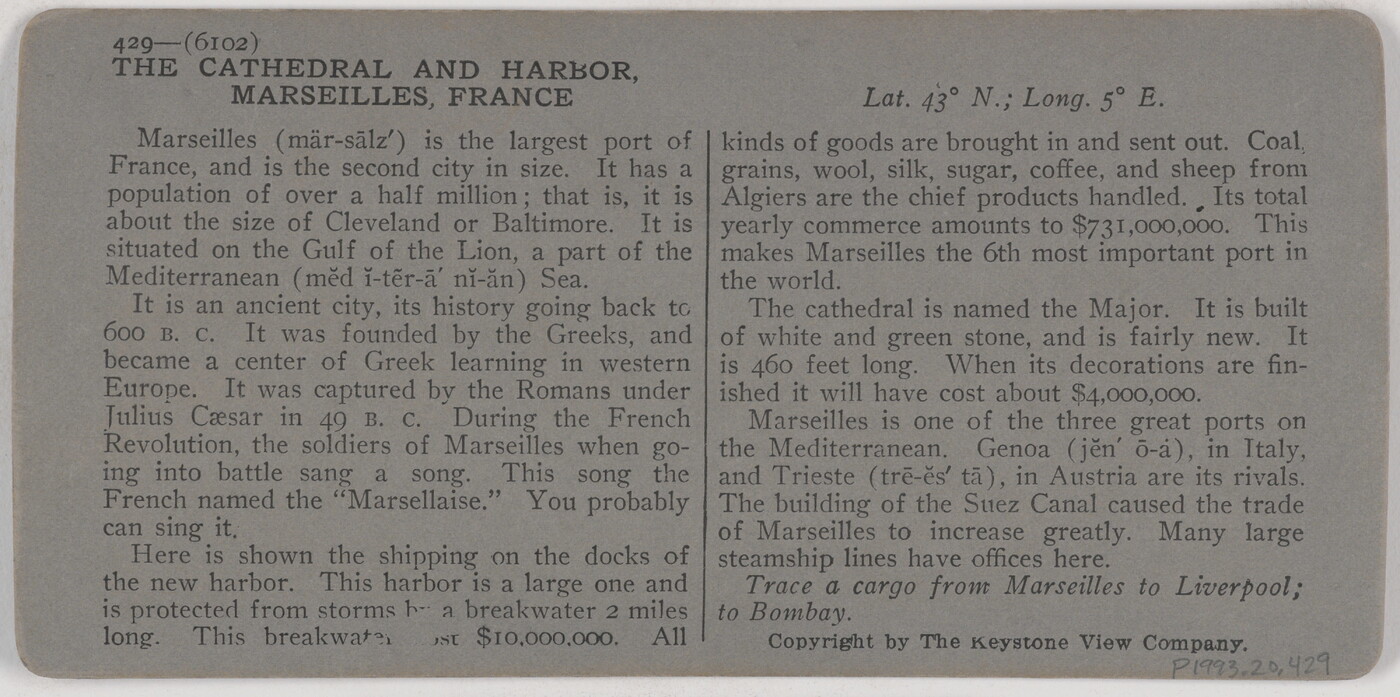 429—(6102)
THE CATHEDRAL AND HARBOR,
MARSEILLES, FRANCE
Lat. 43° N.; Long. 5° E.
Marseilles (mär-sālz′) is the largest port of
France, and is the second city in size. It has a
population of over a half million; that is, it is
about the size of Cleveland or Baltimore. It is
situated on the Gulf of the Lion, a part of the
Mediterranean (mĕd ĭ-tẽr-ā′ nĭ-ăn) Sea.
It is an ancient city, its history going back to
600 B. C. It was founded by the Greeks, and
became a center of Greek learning in western
Europe. It was captured by the Romans under
Julius Cæsar in 49 B. C. During the French
Revolution, the soldiers of Marseilles when go-
ing into battle sang a song. This song the
French named the “Marsellaise.” You probably
can sing it.
Here is shown the shipping on the docks of
the new harbor. This harbor is a large one and
is protected from storms a breakwater 2 miles
long. This breakwater $10,000,000. All
kinds of goods are brought in and sent out. Coal,
grains, wool, silk, sugar, coffee, and sheep from
Algiers are the chief products handled. Its total
yearly commerce amounts to $731,000,000. This
makes Marseilles the 6th most important port in
the world.
The cathedral is named the Major. It is built
of white and green stone, and is fairly new. It
is 460 feet long. When its decorations are fin-
ished it will have cost about $4,000,000.
Marseilles is one of the three great ports on
the Mediterranean. Genoa (jĕn′ ō-ȧ), in Italy,
and Trieste (trē-ĕs′ tā), in Austria are its rivals.
The building of the Suez Canal caused the trade
of Marseilles to increase greatly. Many large
steamship lines have offices here.
Trace a cargo from Marseilles to Liverpool;
to Bombay.
Copyright by The Keystone View Company.
P1993.20.429